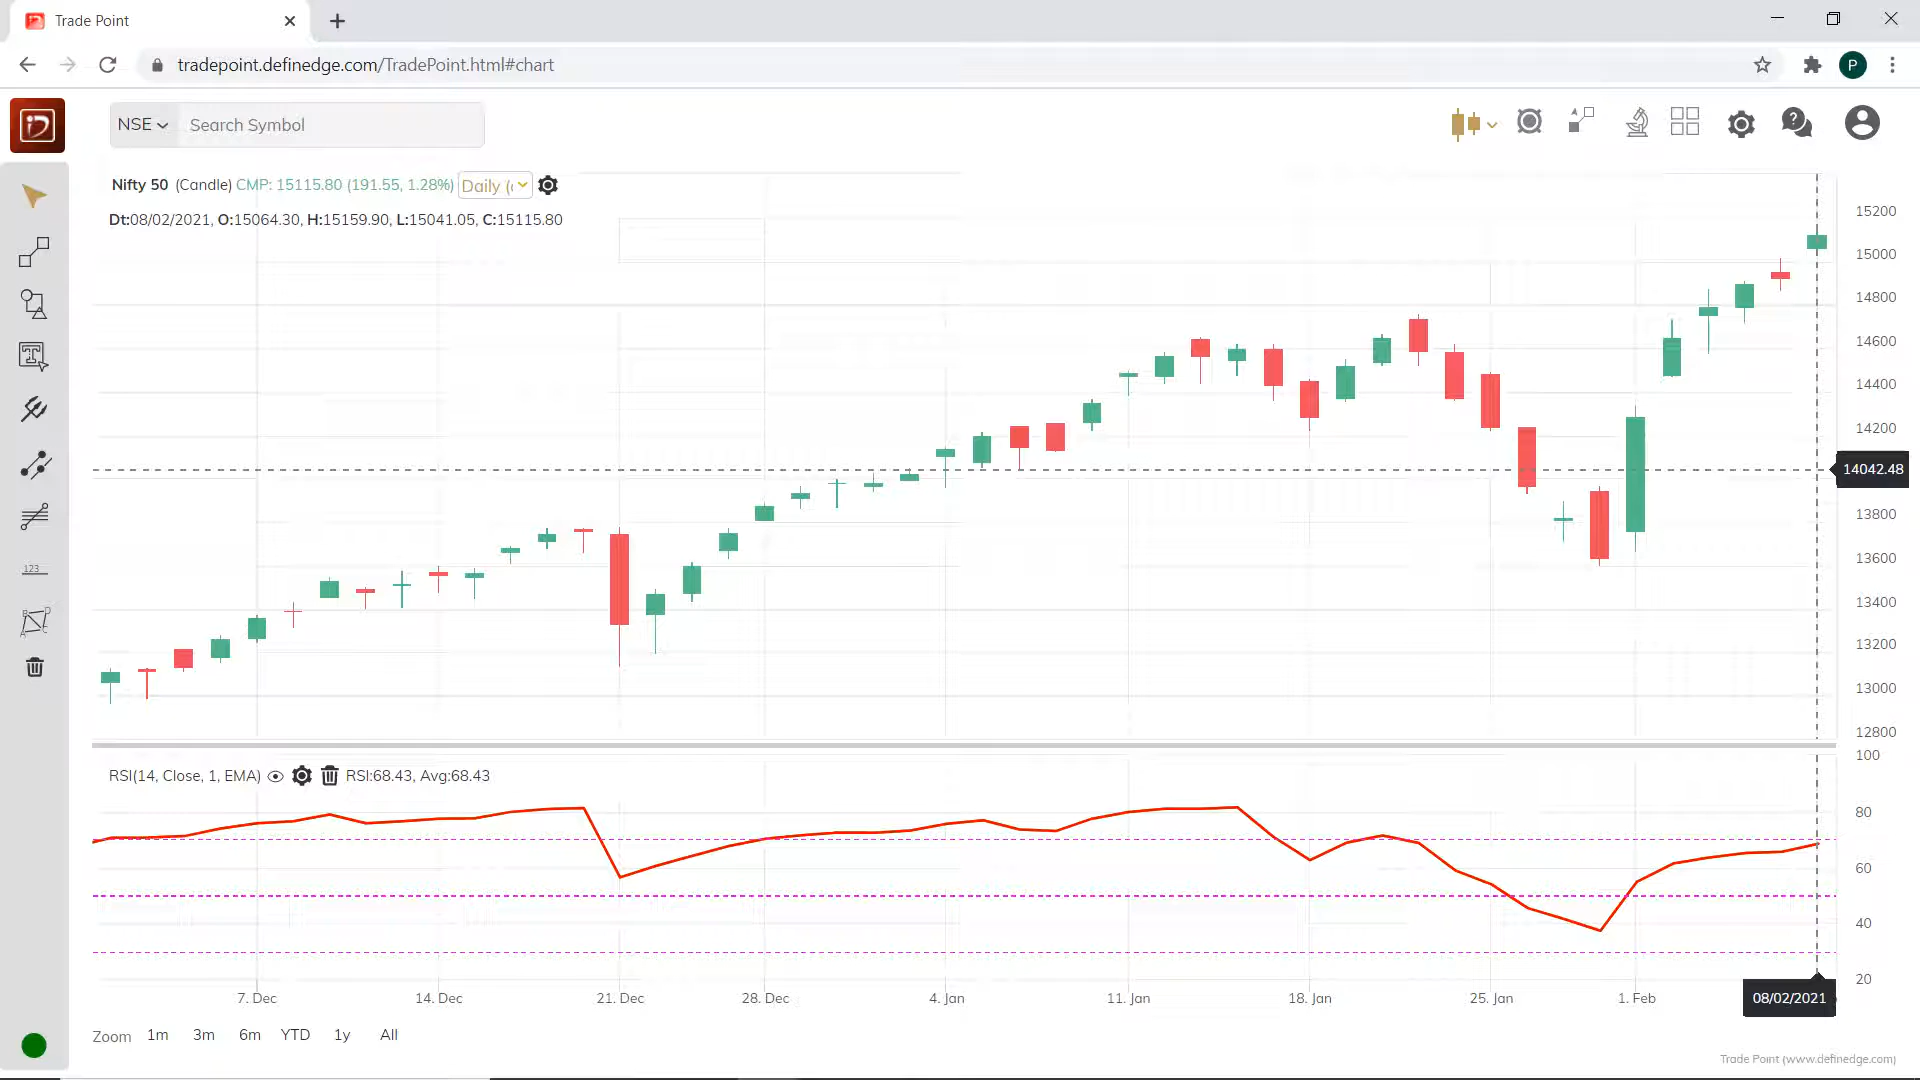 Trade Point
tradepoint.definedge.com/TradePoint.html#chart
P
NSE Search Symbol
Nifty 50 (Candle) CMP: 15115.80 (191.55, 1.28%) Daily (
Dt:08/02/2021, O:15064.30, H:15159.90, L:15041.05, C:15115.80
15200
15000
14800
14600
14400
14200
14042.48
13800
13600
13400
13200
13000
12800
T
123
RSI(14, Close, 1, EMA) RSI:68.43, Avg:68.43
100
80
60
40
20
7. Dec 14. Dec 21. Dec 28. Dec 4. Jan 11. Jan 18. Jan 25. Jan 1. Feb 08/02/2021
Zoom 1m 3m 6m YTD 1y All
Trade Point (www.definedge.com)